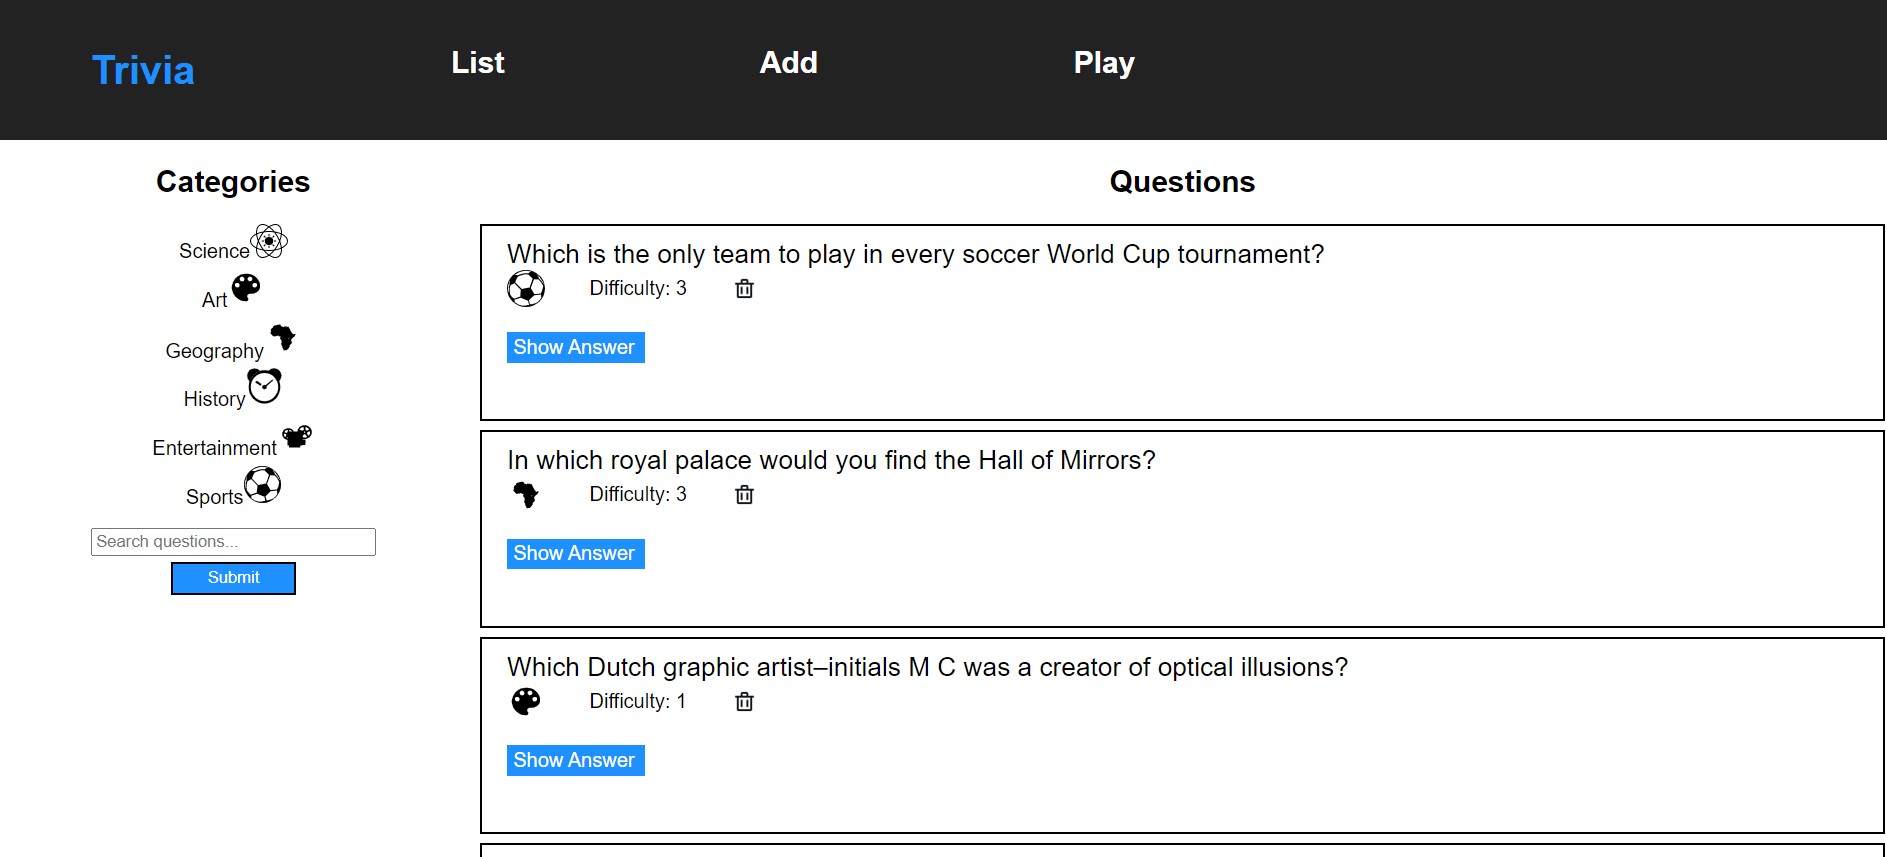 Trivia
List
Add
Play
Categories
Science
Art
Geography
History
Entertainment
Sports
Search questions...
Submit
Questions
Which is the only team to play in every soccer World Cup tournament?
Difficulty: 3
Show Answer
In which royal palace would you find the Hall of Mirrors?
Difficulty: 3
Show Answer
Which Dutch graphic artist–initials M C was a creator of optical illusions?
Difficulty: 1
Show Answer